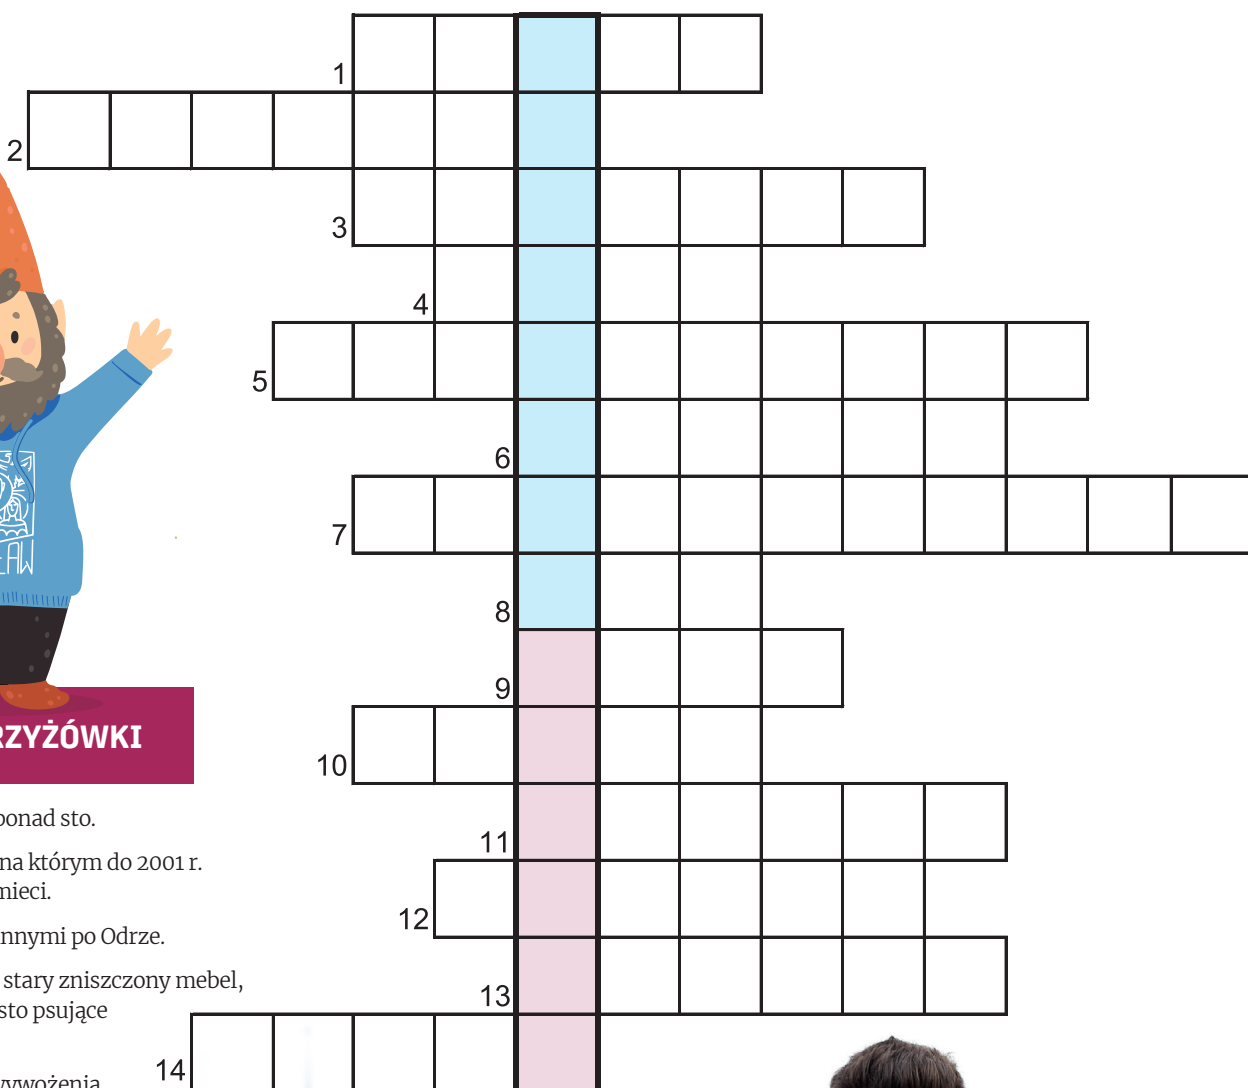 1
2
3
4
5
6
7
8
9
10
11
12
13
14
RZYŻÓWKI
ponad sto.
na którym do 2001 r.
mieci.
nnymi po Odrze.
stary zniszczony mebel,
sto psujące
wywożenia